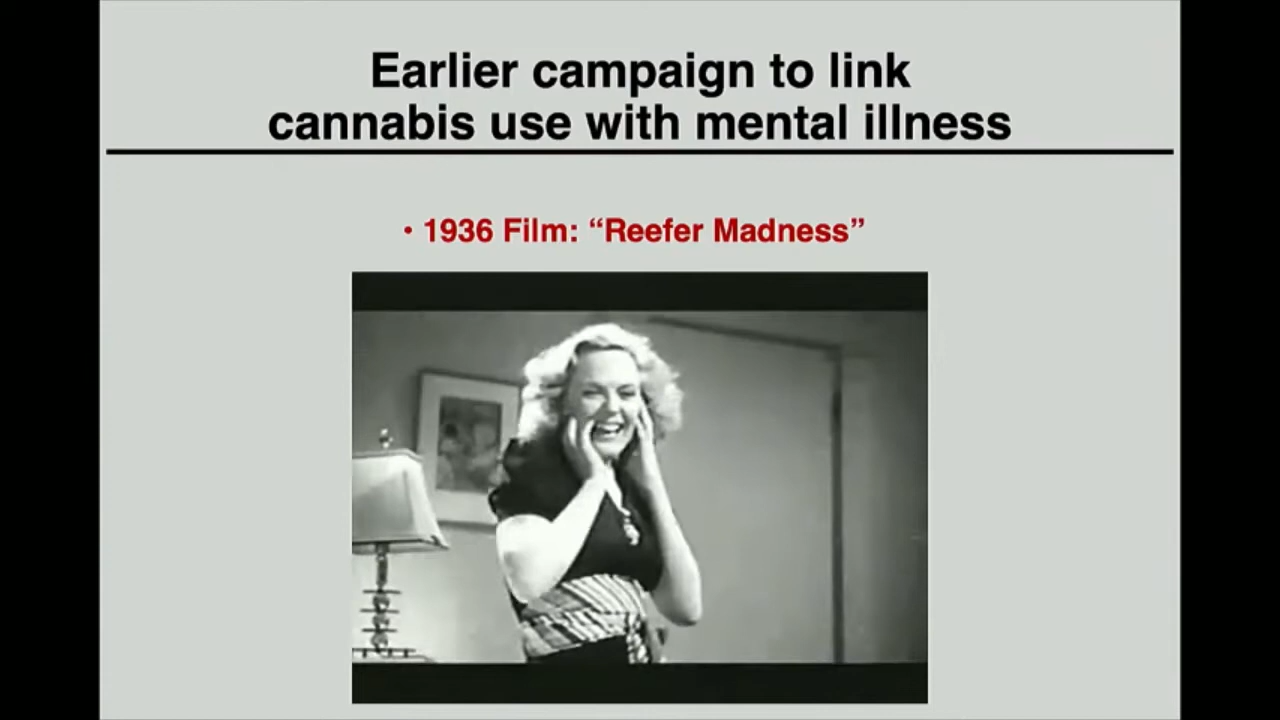 Earlier campaign to link
cannabis use with mental illness
• 1936 Film: “Reefer Madness”